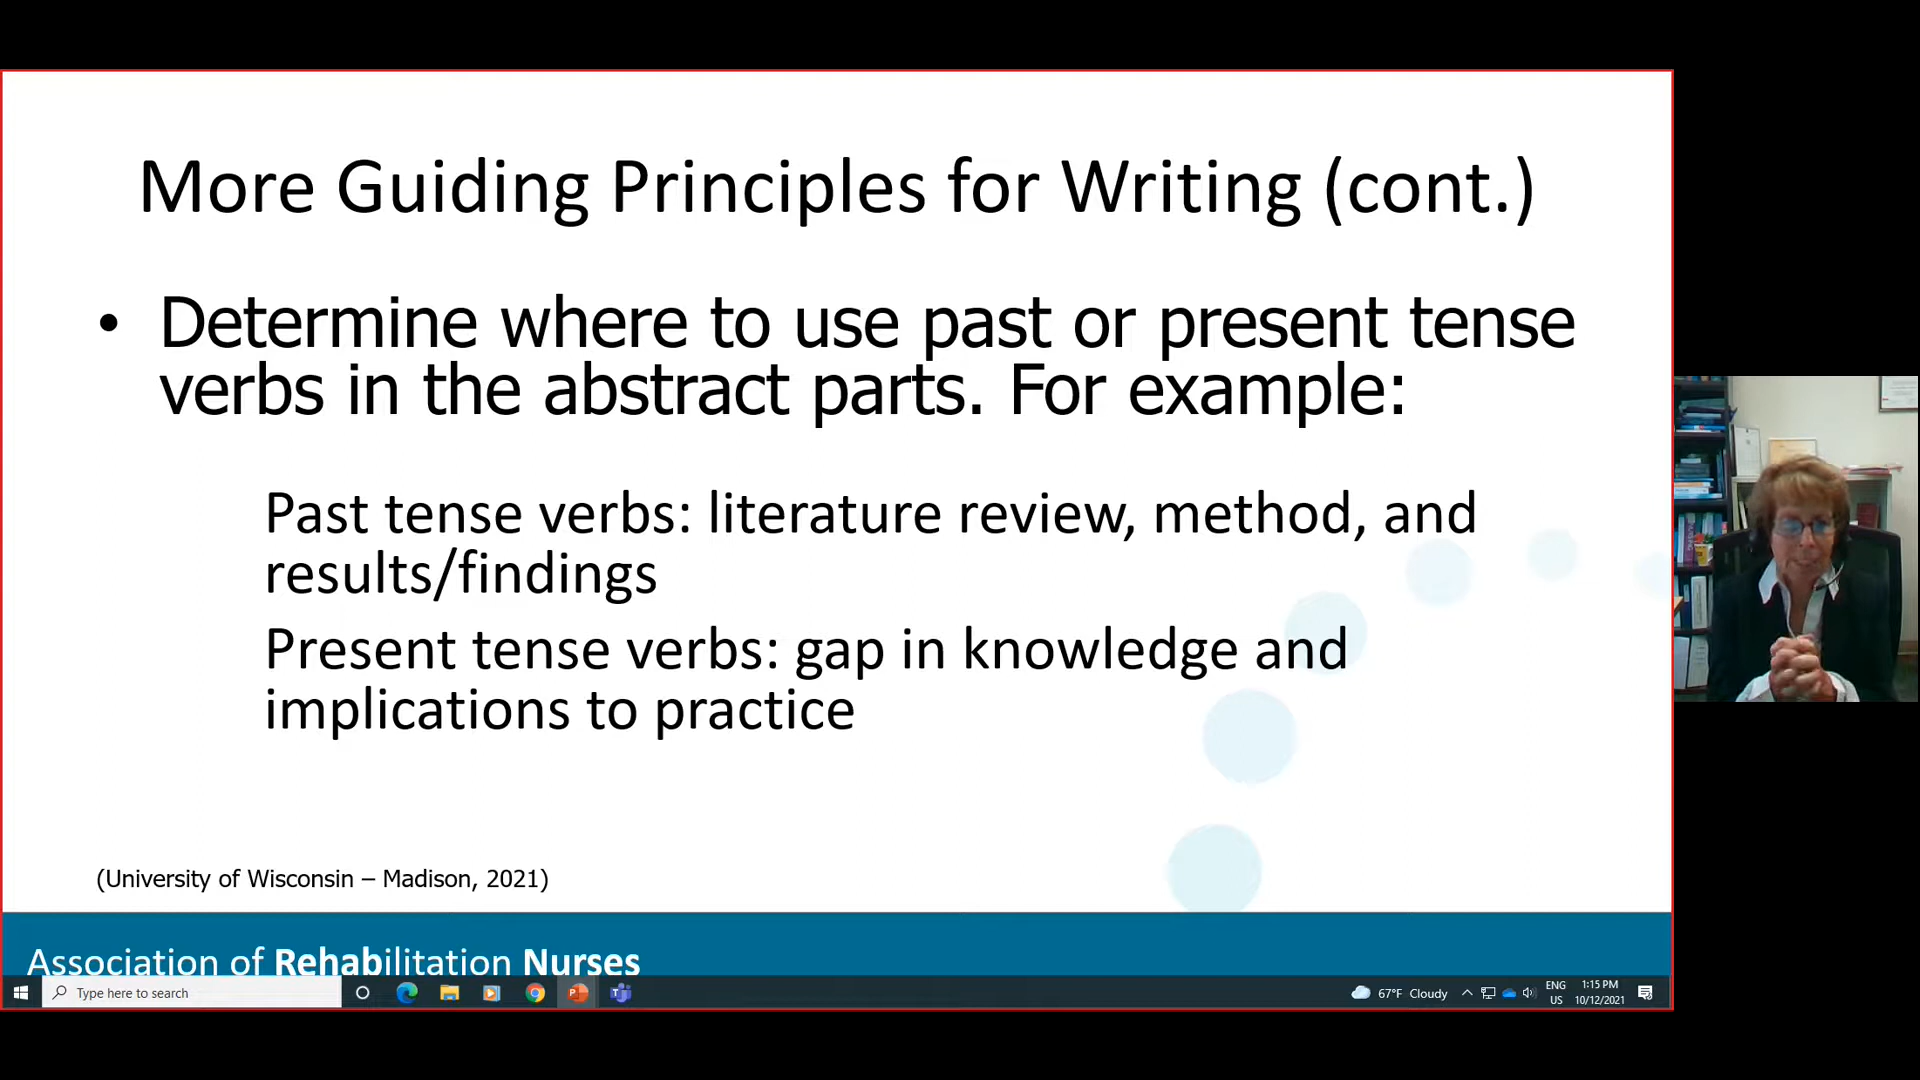 More Guiding Principles for Writing (cont.)
• Determine where to use past or present tense
verbs in the abstract parts. For example:
Past tense verbs: literature review, method, and
results/findings
Present tense verbs: gap in knowledge and
implications to practice
(University of Wisconsin – Madison, 2021)
Association of Rehabilitation Nurses
Type here to search
67°F Cloudy
ENG
US
1:15 PM
10/12/2021